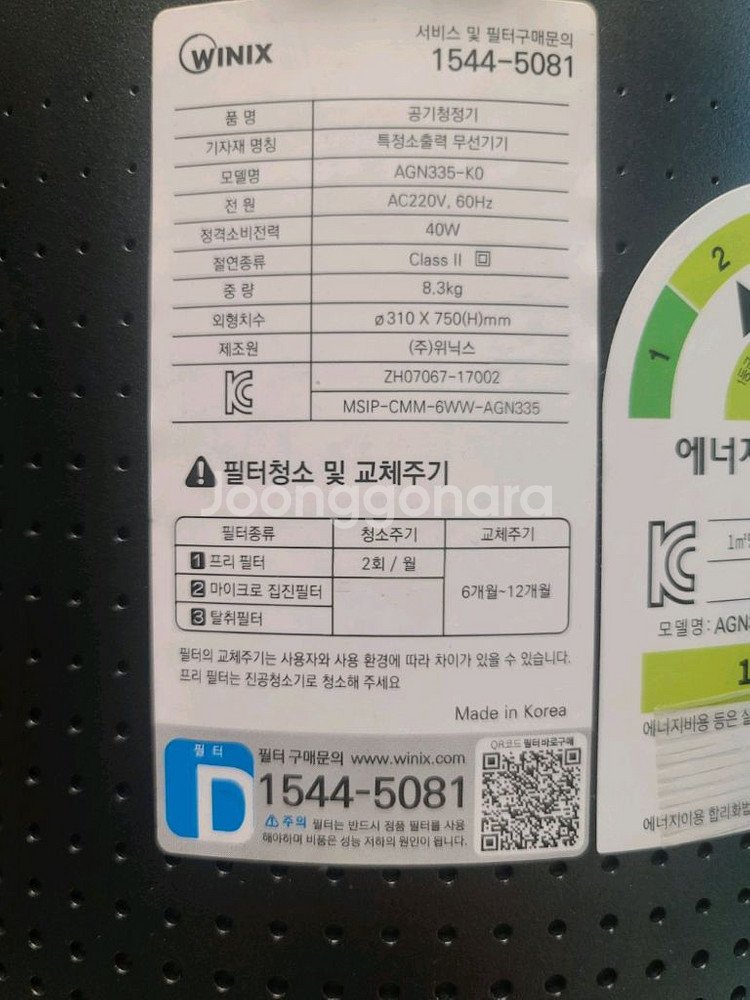 WINIX
서비스 및 필터구매문의
1544-5081
품 명 공기청정기
기자재 명칭 특정소출력 무선기기
모델명 AGN335-K0
전 원 AC220V, 60Hz
정격소비전력 40W
절연종류 Class II
중 량 8.3kg
외형치수 ø310 X 750(H)mm
제조원 (주)위닉스
ZH07067-17002
MSIP-CMM-6WW-AGN335
필터청소 및 교체주기
Joonggonara
필터종류 청소주기 교체주기
1 프리 필터 2회 / 월
2 마이크로 집진필터 6개월~12개월
3 탈취필터
필터의 교체주기는 사용자와 사용 환경에 따라 차이가 있을 수 있습니다.
프리 필터는 진공청소기로 청소해 주세요
Made in Korea
필 터
D
필터 구매문의 www.winix.com
1544-5081
주의 필터는 반드시 정품 필터를 사용
해야하며 비품은 성능 저하의 원인이 됩니다.
QR코드 필터바로구매
1
2
에너지
1m²
모델명: AGN
1
에너지비용 등은 실
에너지이용 합리화법